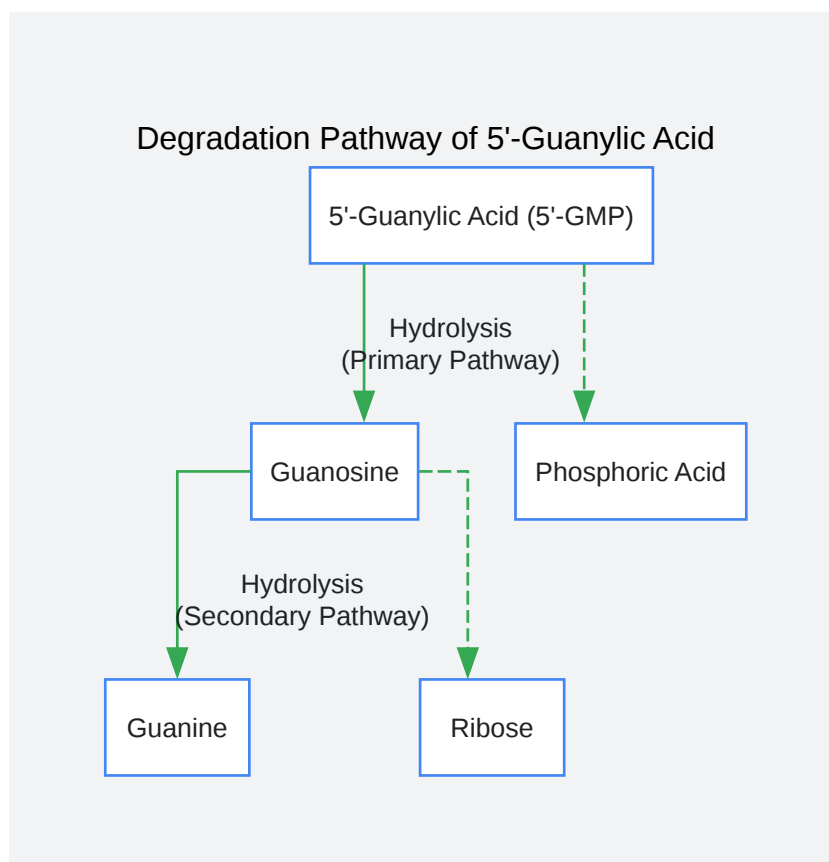 Degradation Pathway of 5'-Guanylic Acid
5'-Guanylic Acid (5'-GMP)
Hydrolysis
(Primary Pathway)
Guanosine
Phosphoric Acid
Hydrolysis
(Secondary Pathway)
Guanine
Ribose